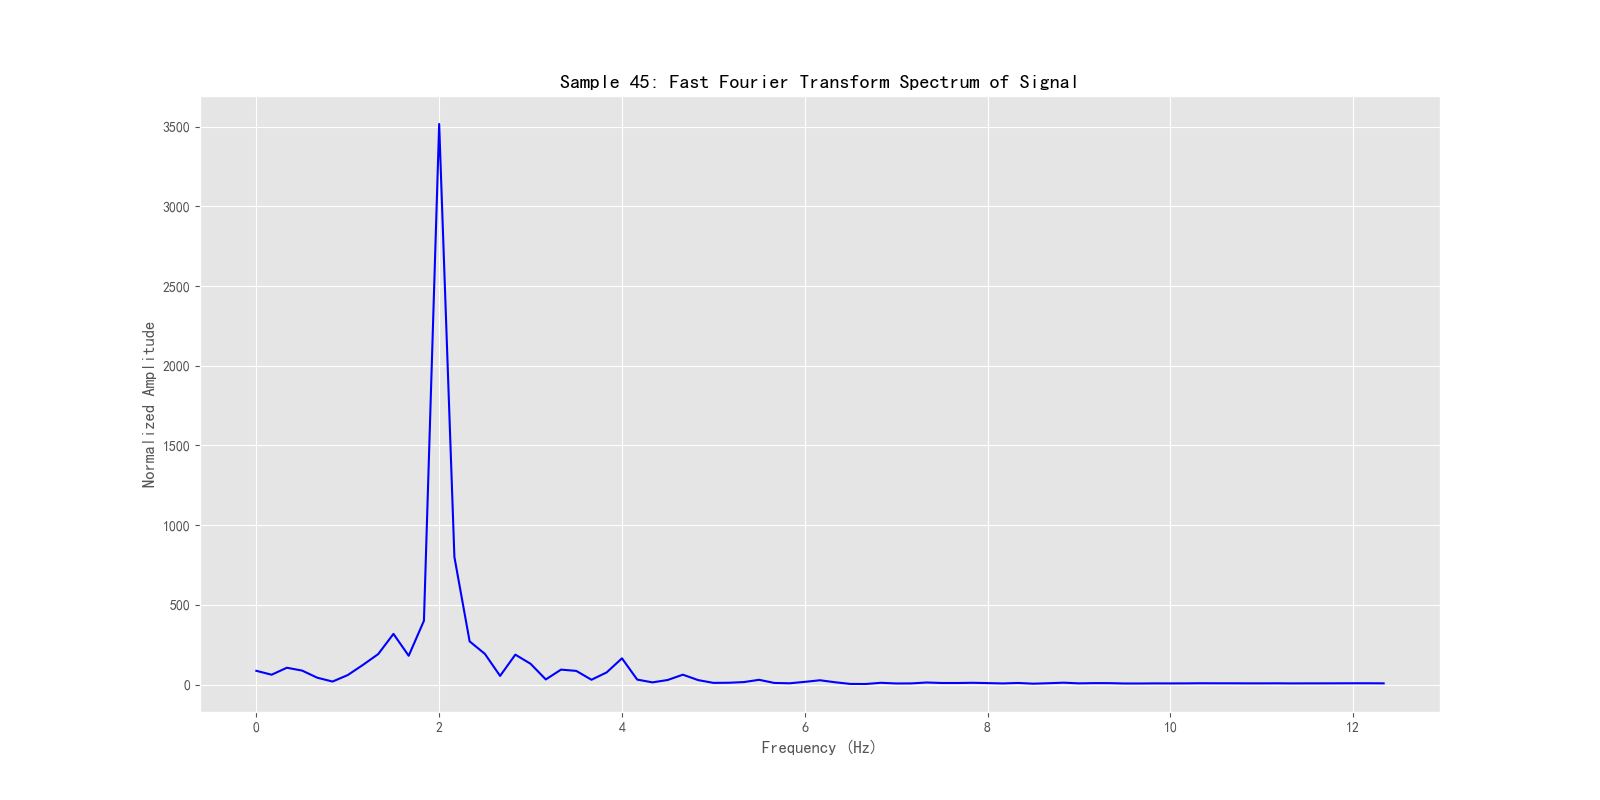 Sample 45: Fast Fourier Transform Spectrum of Signal
3500
3000
2500
2000
1500
1000
500
0
Normalized Amplitude
0 2 4 6 8 10 12
Frequency (Hz)